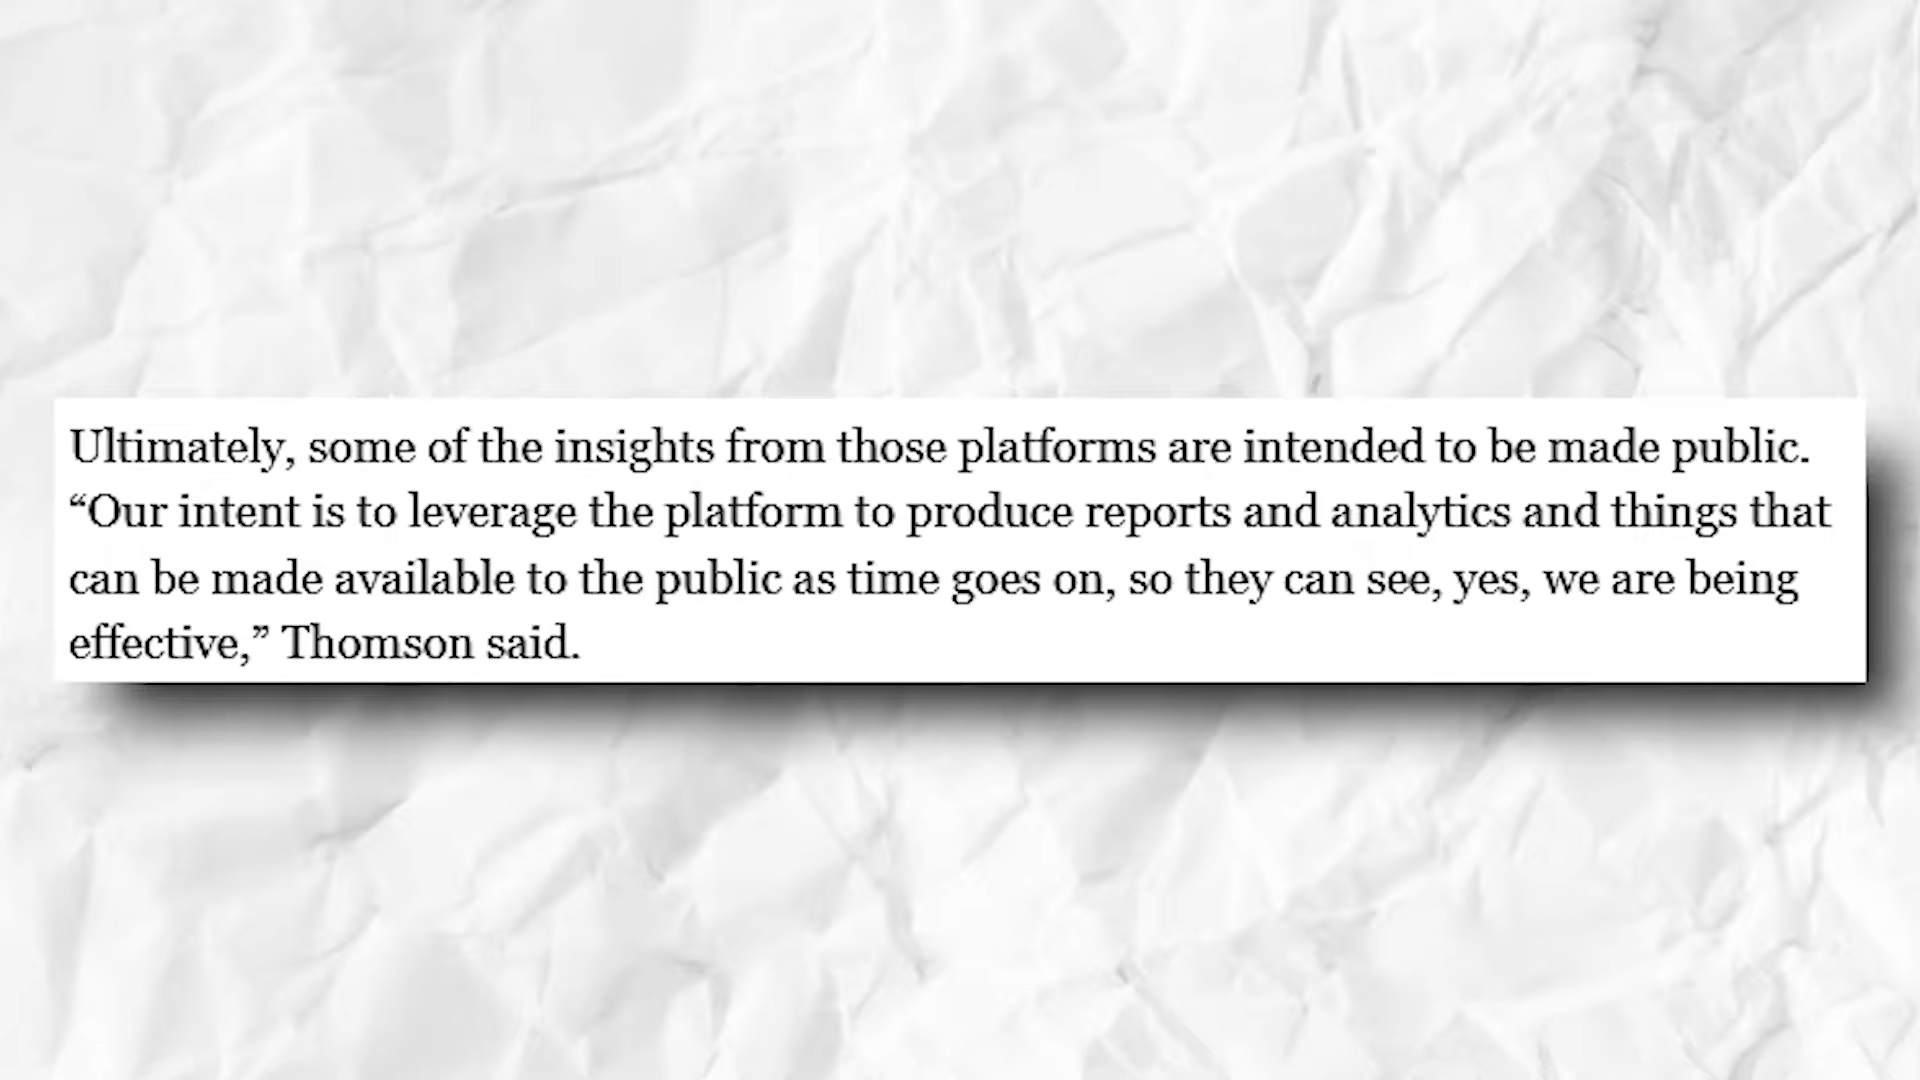 Ultimately, some of the insights from those platforms are intended to be made public.
“Our intent is to leverage the platform to produce reports and analytics and things that
can be made available to the public as time goes on, so they can see, yes, we are being
effective,” Thomson said.